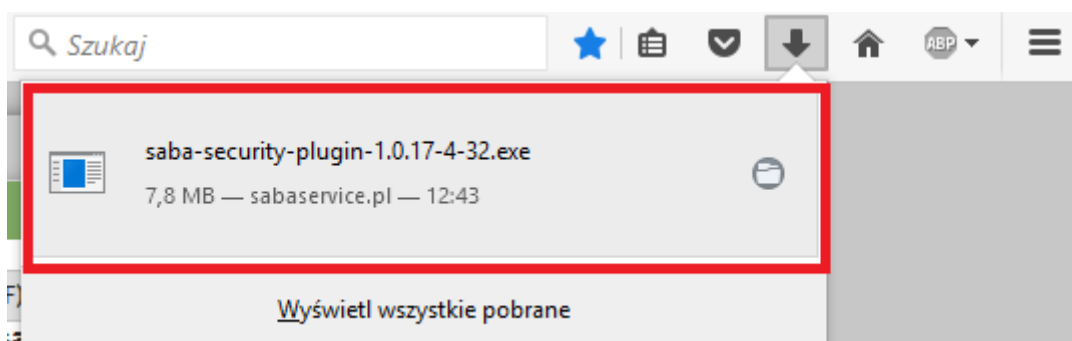 Szukaj
ABP
saba-security-plugin-1.0.17-4-32.exe
7,8 MB — sabaservice.pl — 12:43
F)
Wyświetl wszystkie pobrane